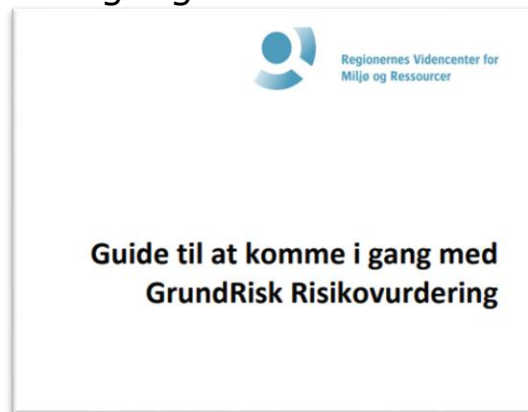 Regionernes Videncenter for
Miljø og Ressourcer
Guide til at komme i gang med
GrundRisk Risikovurdering